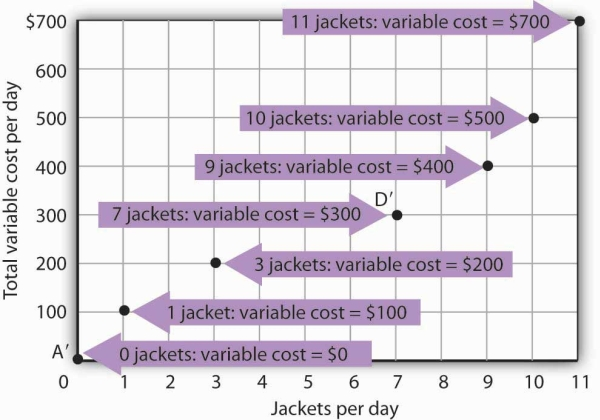 $700
11 jackets: variable cost = $700
600
500
10 jackets: variable cost = $500
400
9 jackets: variable cost = $400
D′
300
7 jackets: variable cost = $300
200
3 jackets: variable cost = $200
100
1 jacket: variable cost = $100
A′
0 jackets: variable cost = $0
0 1 2 3 4 5 6 7 8 9 10 11
Jackets per day
Total variable cost per day